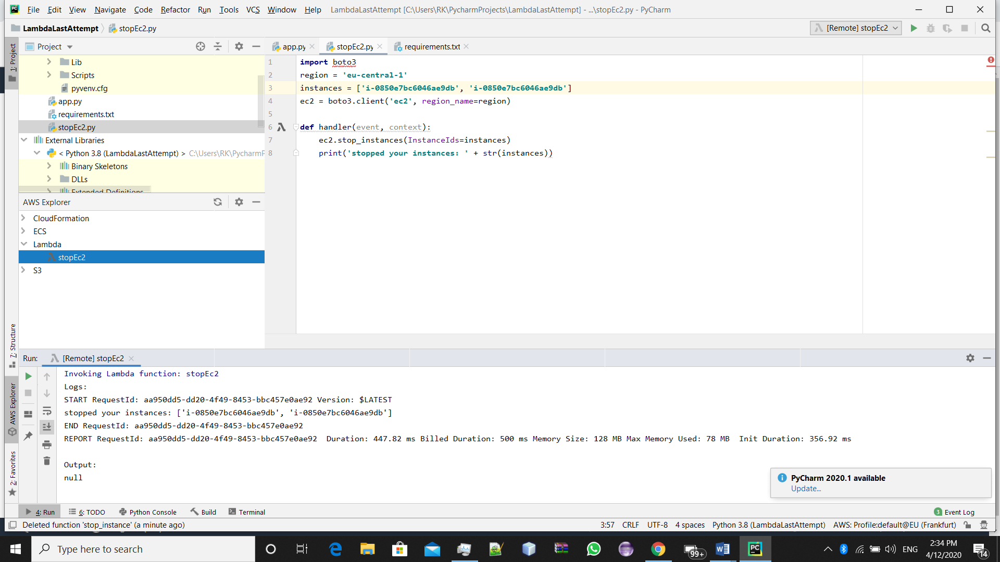 File Edit View Navigate Code Refactor Run Tools VCS Window Help LambdaLastAttempt [C:\Users\RK\PycharmProjects\LambdaLastAttempt] - ...\stopEc2.py - PyCharm
LambdaLastAttempt stopEc2.py
[Remote] stopEc2
1: Project
Project
Lib
Scripts
pyvenv.cfg
app.py
requirements.txt
stopEc2.py
External Libraries
< Python 3.8 (LambdaLastAttempt) > C:\Users\RK\PycharmP
Binary Skeletons
DLLs
Extended Definitions
AWS Explorer
CloudFormation
ECS
Lambda
stopEc2
S3
app.py stopEc2.py requirements.txt
1 import boto3
2 region = 'eu-central-1'
3 instances = ['i-0850e7bc6046ae9db', 'i-0850e7bc6046ae9db']
4 ec2 = boto3.client('ec2', region_name=region)
5
6 def handler(event, context):
7 ec2.stop_instances(InstanceIds=instances)
8 print('stopped your instances: ' + str(instances))
7: Structure
AWS Explorer
2: Favorites
Run: [Remote] stopEc2
Invoking Lambda function: stopEc2
Logs:
START RequestId: aa950dd5-dd20-4f49-8453-bbc457e0ae92 Version: $LATEST
stopped your instances: ['i-0850e7bc6046ae9db', 'i-0850e7bc6046ae9db']
END RequestId: aa950dd5-dd20-4f49-8453-bbc457e0ae92
REPORT RequestId: aa950dd5-dd20-4f49-8453-bbc457e0ae92 Duration: 447.82 ms Billed Duration: 500 ms Memory Size: 128 MB Max Memory Used: 78 MB Init Duration: 356.92 ms
Output:
null
PyCharm 2020.1 available
Update...
4: Run 6: TODO Python Console Build Terminal 3 Event Log
Deleted function 'stop_instance' (a minute ago) 3:57 CRLF UTF-8 4 spaces Python 3.8 (LambdaLastAttempt) AWS: Profile:default@EU (Frankfurt)
Type here to search
99+
ENG
2:34 PM
4/12/2020
14